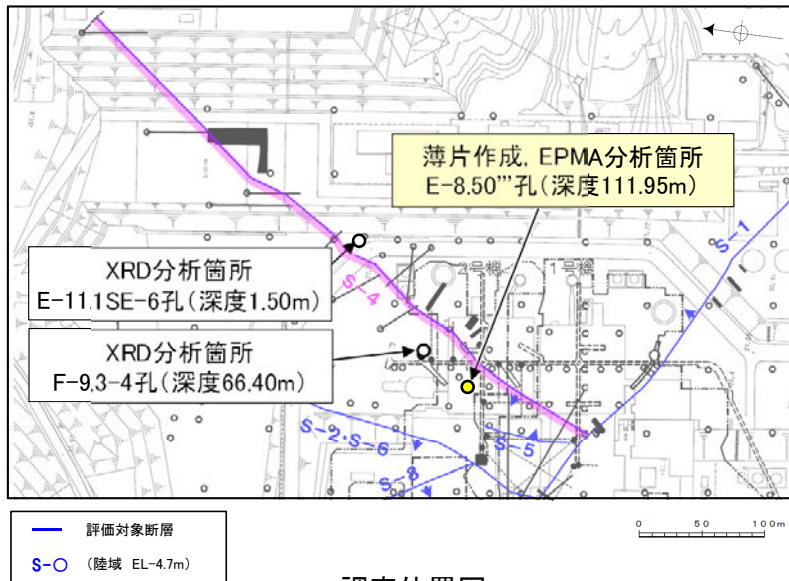 薄片作成, EPMA分析箇所
E-8.50"'孔(深度111.95m)
S-1
XRD分析箇所
E-11.1SE-6孔(深度1.50m)
S-4
2号機
1号機
XRD分析箇所
F-9.3-4孔(深度66.40m)
S-2・S-6
S-5
S-8
評価対象断層
S-○ (陸域 EL-4.7m)
0 50 100m